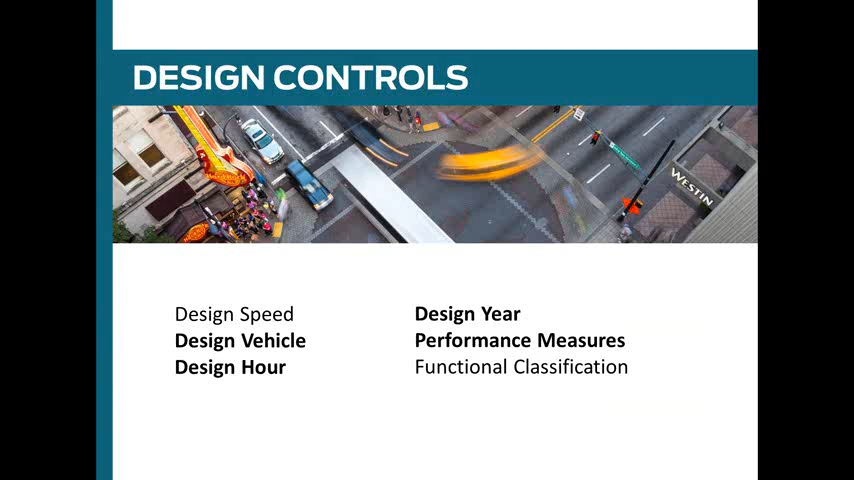 DESIGN CONTROLS
WESTIN
Design Speed
Design Vehicle
Design Hour
Design Year
Performance Measures
Functional Classification